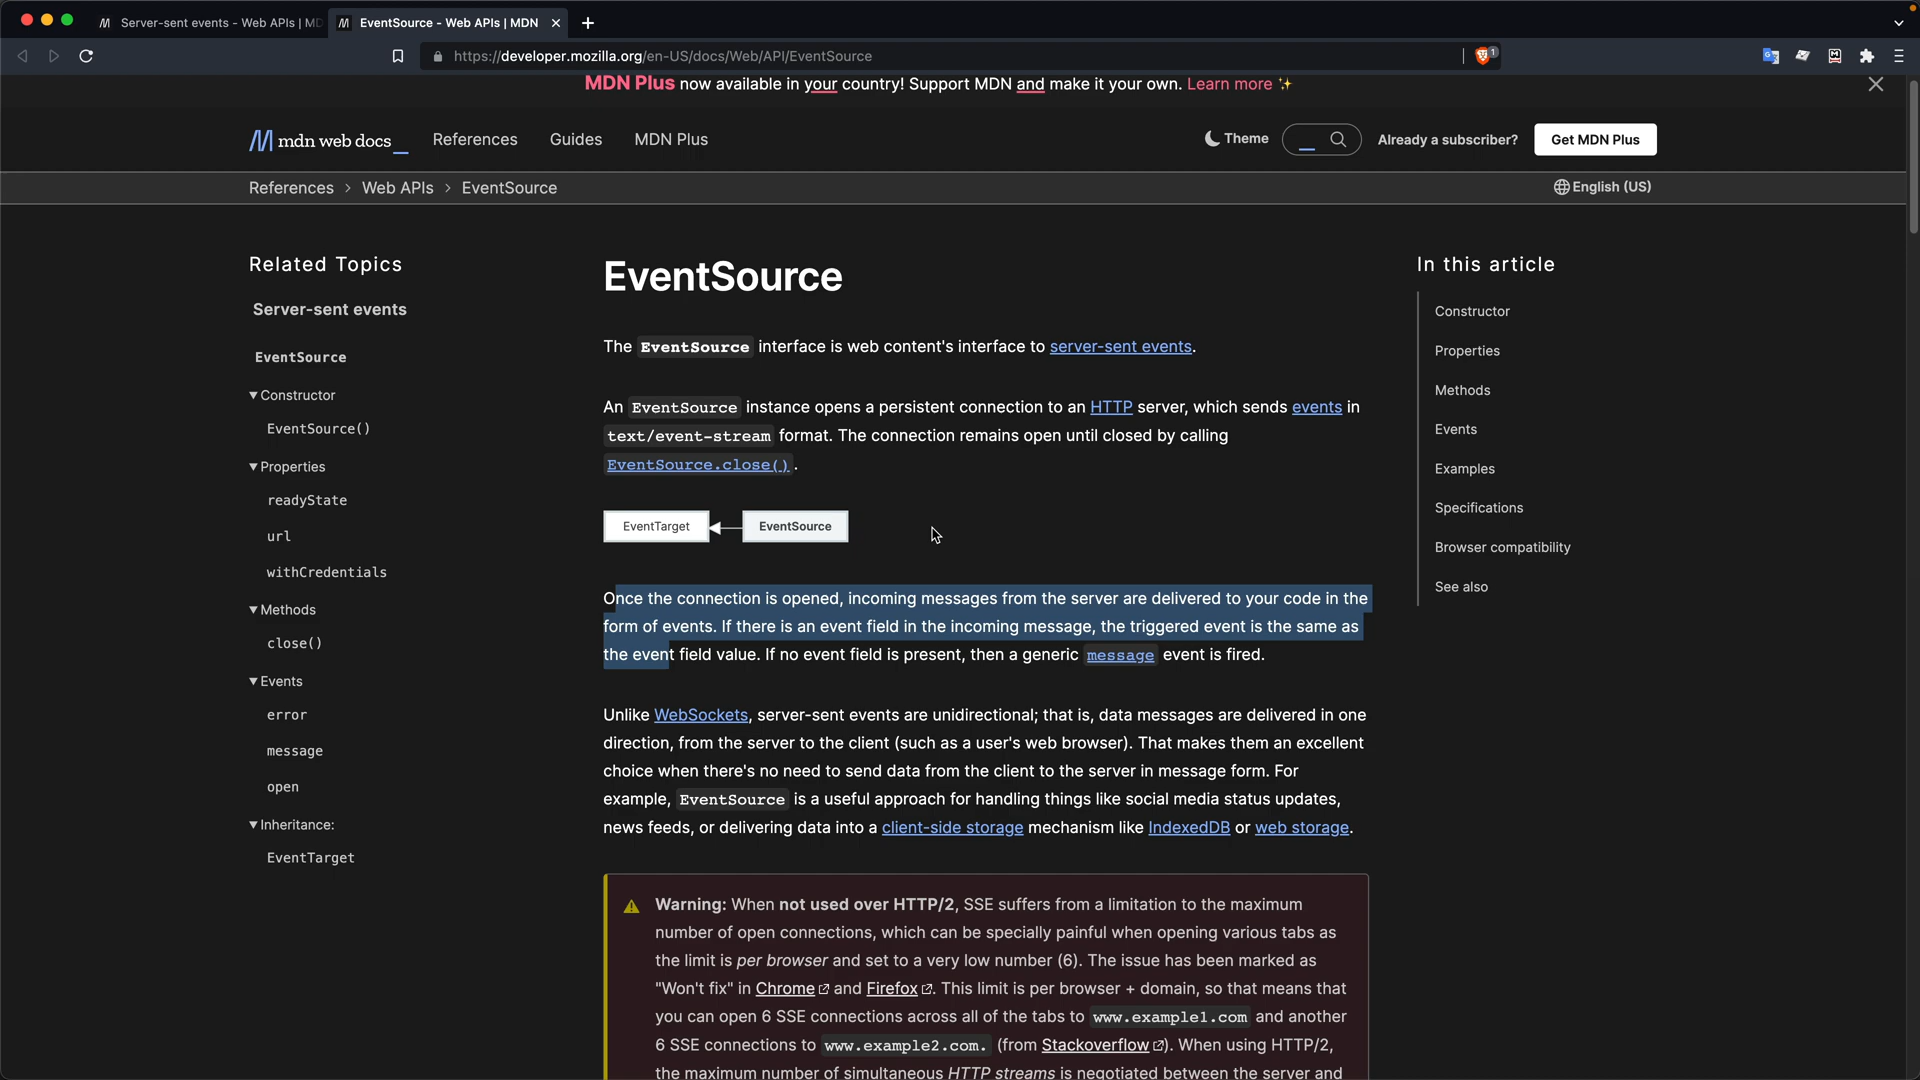 Server-sent events - Web APIs | MD
EventSource - Web APIs | MDN
https://developer.mozilla.org/en-US/docs/Web/API/EventSource
1
MDN Plus now available in your country! Support MDN and make it your own. Learn more ✨
mdn web docs_
References
Guides
MDN Plus
Theme
Already a subscriber?
Get MDN Plus
References > Web APIs > EventSource
English (US)
Related Topics
Server-sent events
EventSource
▾ Constructor
EventSource()
▾ Properties
readyState
url
withCredentials
▾ Methods
close()
▾ Events
error
message
open
▾ Inheritance:
EventTarget
EventSource
The EventSource interface is web content's interface to server-sent events.
An EventSource instance opens a persistent connection to an HTTP server, which sends events in
text/event-stream format. The connection remains open until closed by calling
EventSource.close().
EventTarget
EventSource
Once the connection is opened, incoming messages from the server are delivered to your code in the
form of events. If there is an event field in the incoming message, the triggered event is the same as
the event field value. If no event field is present, then a generic message event is fired.
Unlike WebSockets, server-sent events are unidirectional; that is, data messages are delivered in one
direction, from the server to the client (such as a user's web browser). That makes them an excellent
choice when there's no need to send data from the client to the server in message form. For
example, EventSource is a useful approach for handling things like social media status updates,
news feeds, or delivering data into a client-side storage mechanism like IndexedDB or web storage.
Warning: When not used over HTTP/2, SSE suffers from a limitation to the maximum
number of open connections, which can be specially painful when opening various tabs as
the limit is per browser and set to a very low number (6). The issue has been marked as
"Won't fix" in Chrome and Firefox. This limit is per browser + domain, so that means that
you can open 6 SSE connections across all of the tabs to www.example1.com and another
6 SSE connections to www.example2.com. (from Stackoverflow). When using HTTP/2,
the maximum number of simultaneous HTTP streams is negotiated between the server and
In this article
Constructor
Properties
Methods
Events
Examples
Specifications
Browser compatibility
See also